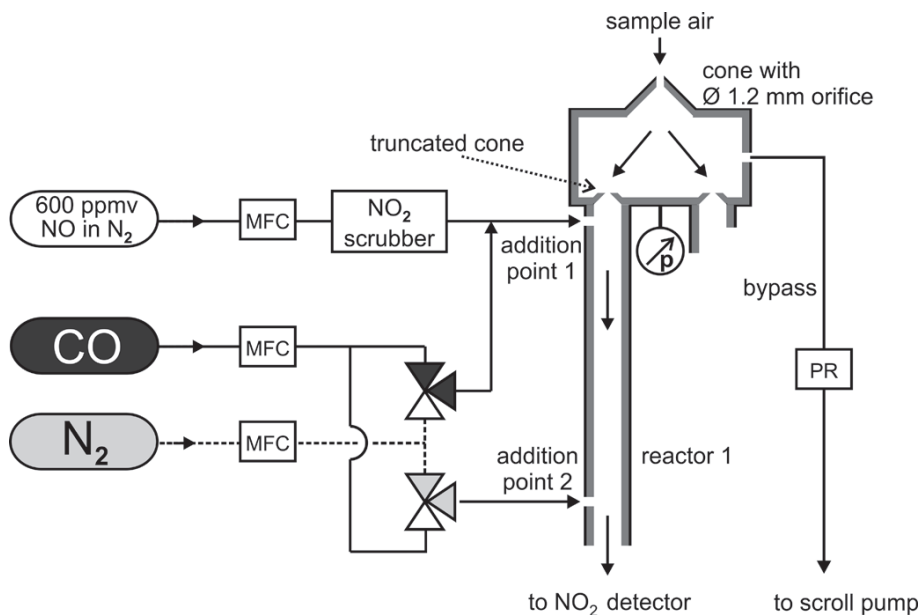 sample air
cone with
Ø 1.2 mm orifice
truncated cone
600 ppmv
NO in N2
MFC
NO2
scrubber
addition
point 1
p
bypass
CO
MFC
PR
N2
MFC
addition
point 2
reactor 1
to NO2 detector
to scroll pump